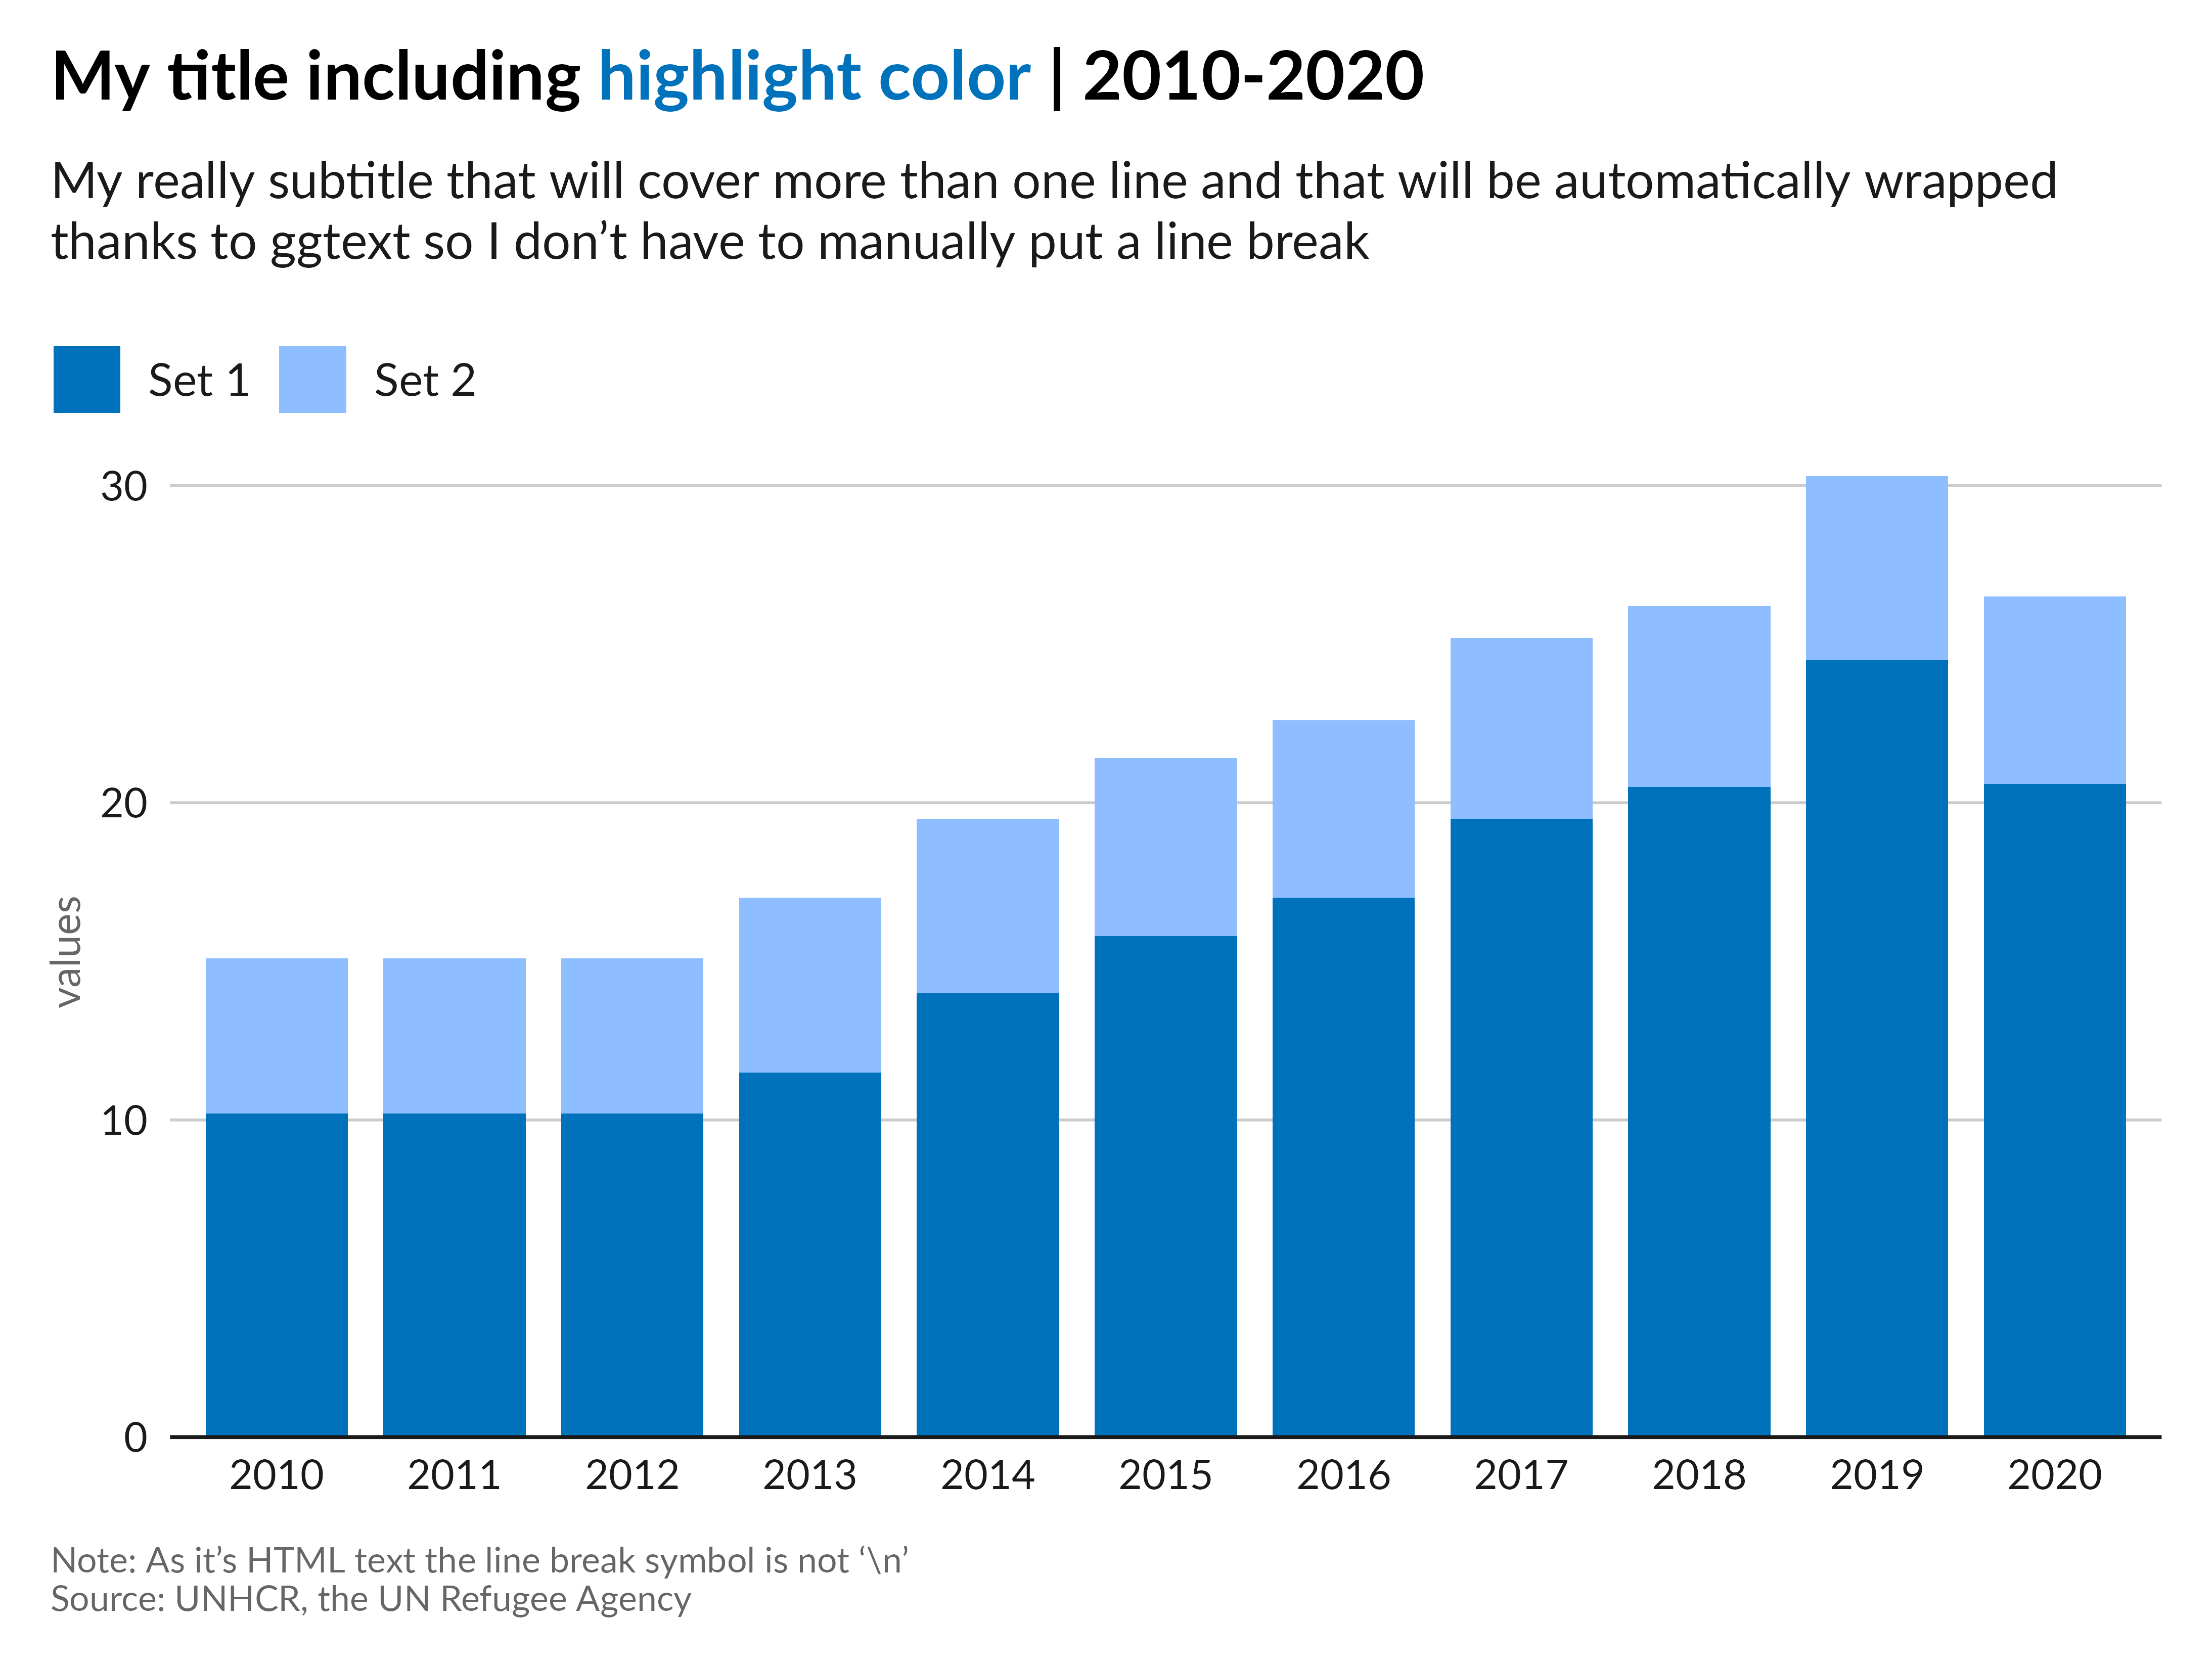 My title including highlight color | 2010-2020
My really subtitle that will cover more than one line and that will be automatically wrapped
thanks to ggtext so I don’t have to manually put a line break
Set 1 Set 2
30
20
10
0
values
2010 2011 2012 2013 2014 2015 2016 2017 2018 2019 2020
Note: As it’s HTML text the line break symbol is not ‘\n’
Source: UNHCR, the UN Refugee Agency